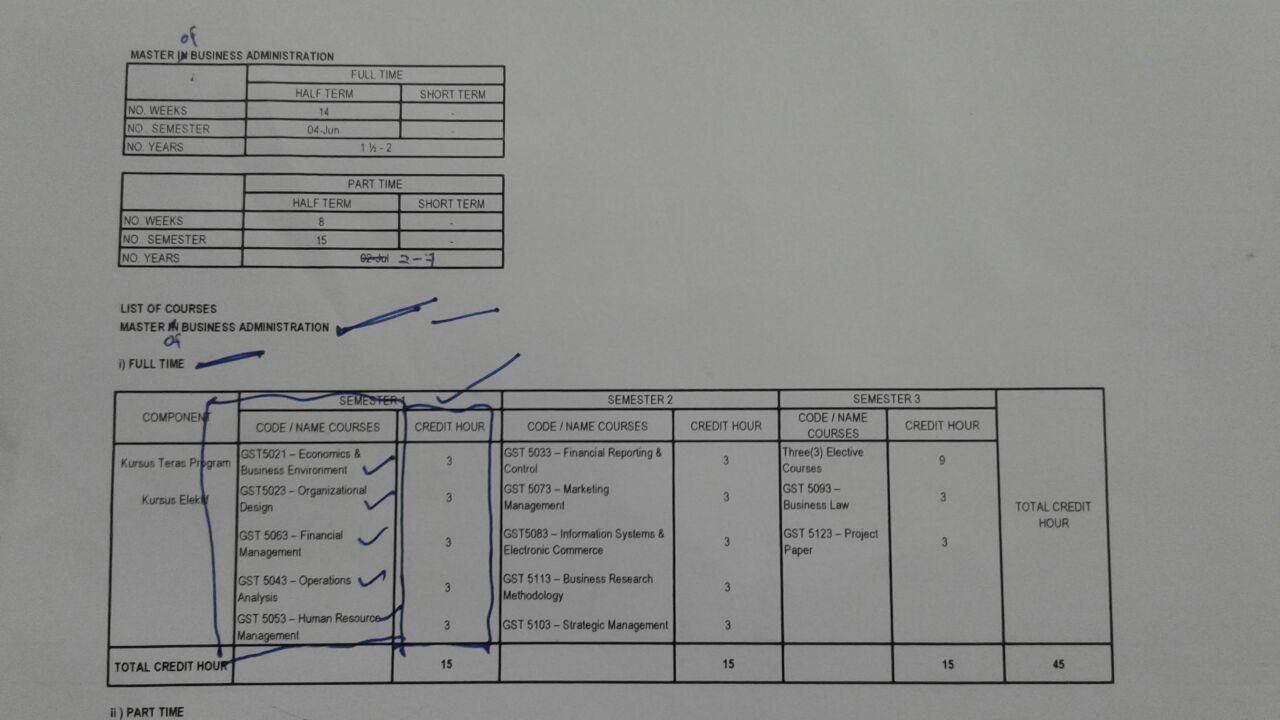 of
MASTER IN BUSINESS ADMINISTRATION
FULL TIME
HALF TERM SHORT TERM
NO. WEEKS 14 -
NO. SEMESTER 04-Jun -
NO. YEARS 1 ½ - 2
PART TIME
HALF TERM SHORT TERM
NO. WEEKS 8 -
NO. SEMESTER 15 -
NO. YEARS 02-Jul 2-7
LIST OF COURSES
MASTER IN BUSINESS ADMINISTRATION
of
i) FULL TIME
SEMESTER 1 SEMESTER 2 SEMESTER 3
COMPONENT CODE / NAME COURSES CREDIT HOUR CODE / NAME COURSES CREDIT HOUR CODE / NAME CREDIT HOUR
COURSES
GST5021 – Economics & GST 5033 – Financial Reporting & Three(3) Elective
Kursus Teras Program Business Environment 3 Control 3 Courses 9
GST5023 – Organizational GST 5073 – Marketing GST 5093 –
Kursus Elektif Design 3 Management 3 Business Law 3
TOTAL CREDIT
HOUR
GST 5063 – Financial GST5083 – Information Systems & GST 5123 – Project
Management 3 Electronic Commerce 3 Paper 3
GST 5043 – Operations GST 5113 – Business Research
Analysis 3 Methodology 3
GST 5053 – Human Resource
Management 3 GST 5103 – Strategic Management 3
TOTAL CREDIT HOUR 15 15 15 45
ii ) PART TIME